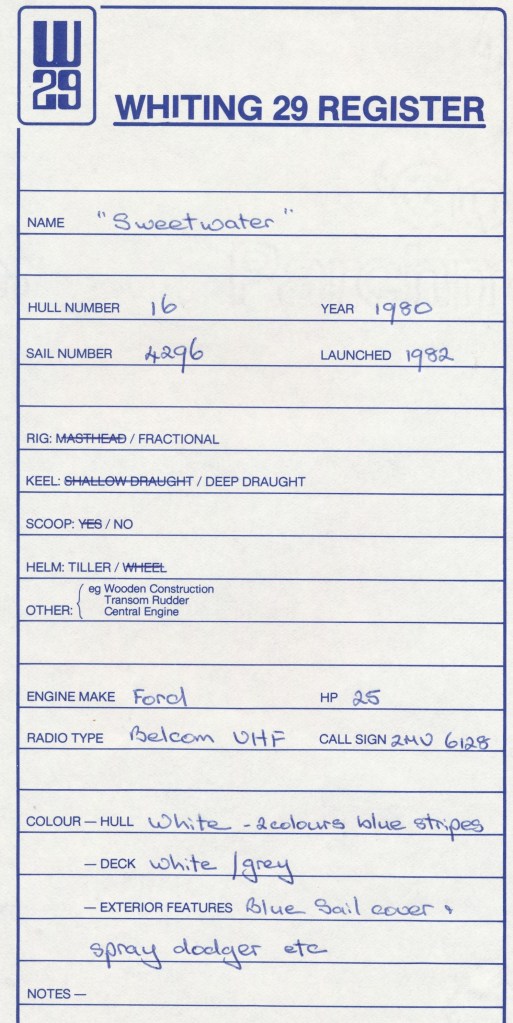 W
29
WHITING 29 REGISTER
NAME "Sweetwater"
HULL NUMBER 16 YEAR 1980
SAIL NUMBER 4296 LAUNCHED 1982
RIG: MASTHEAD / FRACTIONAL
KEEL: SHALLOW DRAUGHT / DEEP DRAUGHT
SCOOP: YES / NO
HELM: TILLER / WHEEL
eg Wooden Construction
Transom Rudder
OTHER: Central Engine
ENGINE MAKE Ford HP 25
RADIO TYPE Belcom VHF CALL SIGN ZMU 6128
COLOUR — HULL White - 2 colours blue stripes
— DECK white / grey
— EXTERIOR FEATURES Blue Sail cover +
spray dodger etc
NOTES —